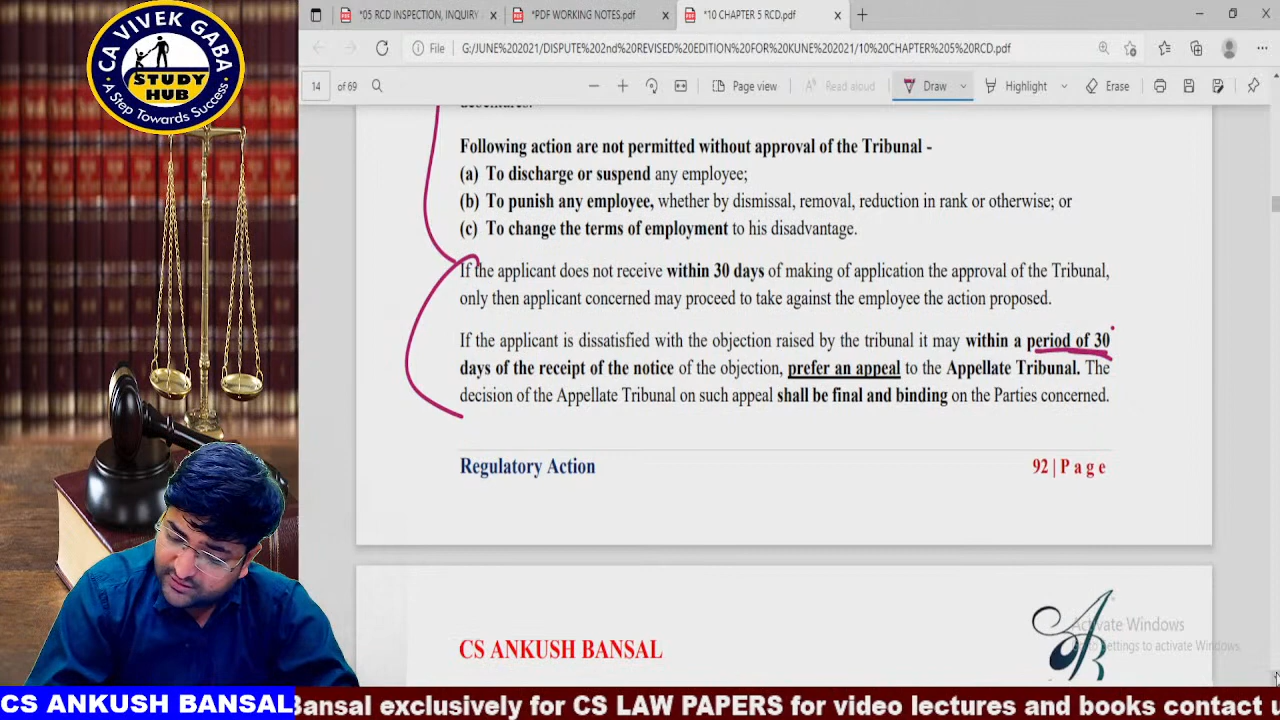 CA VIVEK GABA
STUDY
HUB
A Step Towards Success
*05 RCD INSPECTION, INQUIRY
*PDF WORKING NOTES.pdf
*10 CHAPTER 5 RCD.pdf
File G:/JUNE%202021/DISPUTE%202nd%20REVISED%20EDITION%20FOR%20JUNE%202021/10%20CHAPTER%205%20RCD.pdf
14 of 69
Page view
Read aloud
Draw
Highlight
Erase
debentures.
Following action are not permitted without approval of the Tribunal -
(a) To discharge or suspend any employee;
(b) To punish any employee, whether by dismissal, removal, reduction in rank or otherwise; or
(c) To change the terms of employment to his disadvantage.
If the applicant does not receive within 30 days of making of application the approval of the Tribunal,
only then applicant concerned may proceed to take against the employee the action proposed.
If the applicant is dissatisfied with the objection raised by the tribunal it may within a period of 30
days of the receipt of the notice of the objection, prefer an appeal to the Appellate Tribunal. The
decision of the Appellate Tribunal on such appeal shall be final and binding on the Parties concerned.
Regulatory Action
92 | P a g e
CS ANKUSH BANSAL
Activate Windows
Settings to activate Windows.
CS ANKUSH BANSAL
Bansal exclusively for CS LAW PAPERS for video lectures and books contact u